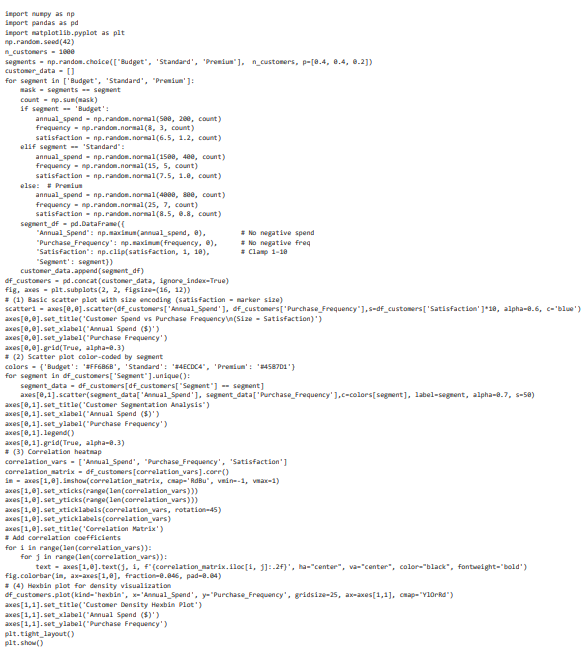 import numpy as np
import pandas as pd
import matplotlib.pyplot as plt
np.random.seed(42)
n_customers = 1000
segments = np.random.choice(['Budget', 'Standard', 'Premium'],  n_customers, p=[0.4, 0.4, 0.2])
customer_data = []
for segment in ['Budget', 'Standard', 'Premium']:
    mask = segments == segment
    count = np.sum(mask)
    if segment == 'Budget':
        annual_spend = np.random.normal(500, 200, count)
        frequency = np.random.normal(8, 3, count)
        satisfaction = np.random.normal(6.5, 1.2, count)
    elif segment == 'Standard':
        annual_spend = np.random.normal(1500, 400, count)
        frequency = np.random.normal(15, 5, count)
        satisfaction = np.random.normal(7.5, 1.0, count)
    else:  # Premium
        annual_spend = np.random.normal(4000, 800, count)
        frequency = np.random.normal(25, 7, count)
        satisfaction = np.random.normal(8.5, 0.8, count)
    segment_df = pd.DataFrame({
        'Annual_Spend': np.maximum(annual_spend, 0),         # No negative spend
        'Purchase_Frequency': np.maximum(frequency, 0),      # No negative freq
        'Satisfaction': np.clip(satisfaction, 1, 10),        # Clamp 1-10
        'Segment': segment})
    customer_data.append(segment_df)
df_customers = pd.concat(customer_data, ignore_index=True)
fig, axes = plt.subplots(2, 2, figsize=(16, 12))
# (1) Basic scatter plot with size encoding (satisfaction = marker size)
scatter1 = axes[0,0].scatter(df_customers['Annual_Spend'], df_customers['Purchase_Frequency'],s=df_customers['Satisfaction']*10, alpha=0.6, c='blue')
axes[0,0].set_title('Customer Spend vs Purchase Frequency\n(Size = Satisfaction)')
axes[0,0].set_xlabel('Annual Spend ($)')
axes[0,0].set_ylabel('Purchase Frequency')
axes[0,0].grid(True, alpha=0.3)
# (2) Scatter plot color-coded by segment
colors = {'Budget': '#FF6B6B', 'Standard': '#4ECDC4', 'Premium': '#45B7D1'}
for segment in df_customers['Segment'].unique():
    segment_data = df_customers[df_customers['Segment'] == segment]
    axes[0,1].scatter(segment_data['Annual_Spend'], segment_data['Purchase_Frequency'],c=colors[segment], label=segment, alpha=0.7, s=50)
axes[0,1].set_title('Customer Segmentation Analysis')
axes[0,1].set_xlabel('Annual Spend ($)')
axes[0,1].set_ylabel('Purchase Frequency')
axes[0,1].legend()
axes[0,1].grid(True, alpha=0.3)
# (3) Correlation heatmap
correlation_vars = ['Annual_Spend', 'Purchase_Frequency', 'Satisfaction']
correlation_matrix = df_customers[correlation_vars].corr()
im = axes[1,0].imshow(correlation_matrix, cmap='RdBu', vmin=-1, vmax=1)
axes[1,0].set_xticks(range(len(correlation_vars)))
axes[1,0].set_yticks(range(len(correlation_vars)))
axes[1,0].set_xticklabels(correlation_vars, rotation=45)
axes[1,0].set_yticklabels(correlation_vars)
axes[1,0].set_title('Correlation Matrix')
# Add correlation coefficients
for i in range(len(correlation_vars)):
    for j in range(len(correlation_vars)):
        text = axes[1,0].text(j, i, f'{correlation_matrix.iloc[i, j]:.2f}', ha="center", va="center", color="black", fontweight='bold')
fig.colorbar(im, ax=axes[1,0], fraction=0.046, pad=0.04)
# (4) Hexbin plot for density visualization
df_customers.plot(kind='hexbin', x='Annual_Spend', y='Purchase_Frequency', gridsize=25, ax=axes[1,1], cmap='YlOrRd')
axes[1,1].set_title('Customer Density Hexbin Plot')
axes[1,1].set_xlabel('Annual Spend ($)')
axes[1,1].set_ylabel('Purchase Frequency')
plt.tight_layout()
plt.show()